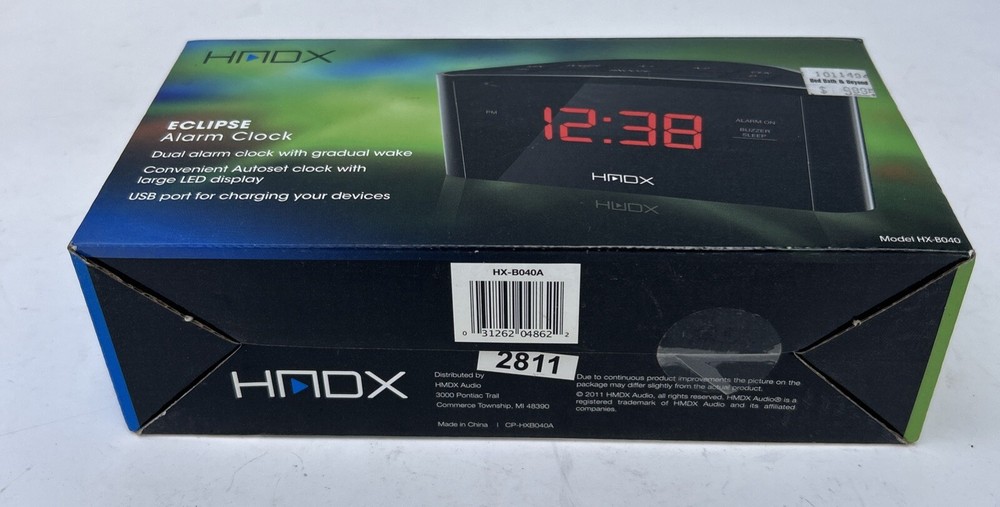 HMDX
ECLIPSE
Alarm Clock
Dual alarm clock with gradual wake
Convenient Autoset clock with
large LED display
USB port for charging your devices
PM
12:38
ALARM ON
BUZZER
SLEEP
HMDX
Bed Bath & Beyond
Model HX-B040
HX-B040A
0 31262 04862 2
2811
HMDX
Distributed by
HMDX Audio
3000 Pontiac Trail
Commerce Township, MI 48390
Made in China | CP-HXB040A
Due to continuous product improvements the picture on the
package may differ slightly from the actual product.
© 2011 HMDX Audio, all rights reserved. HMDX Audio® is a
registered trademark of HMDX Audio and its affiliated
companies.